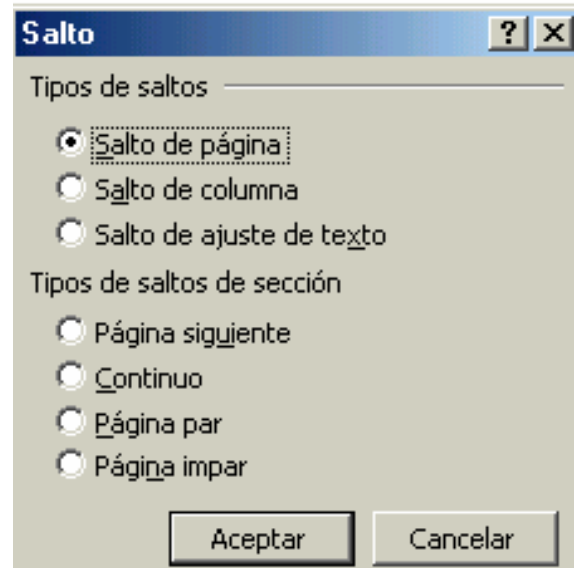 Salto
Tipos de saltos
Salto de página
Salto de columna
Salto de ajuste de texto
Tipos de saltos de sección
Página siguiente
Continuo
Página par
Página impar
Aceptar Cancelar